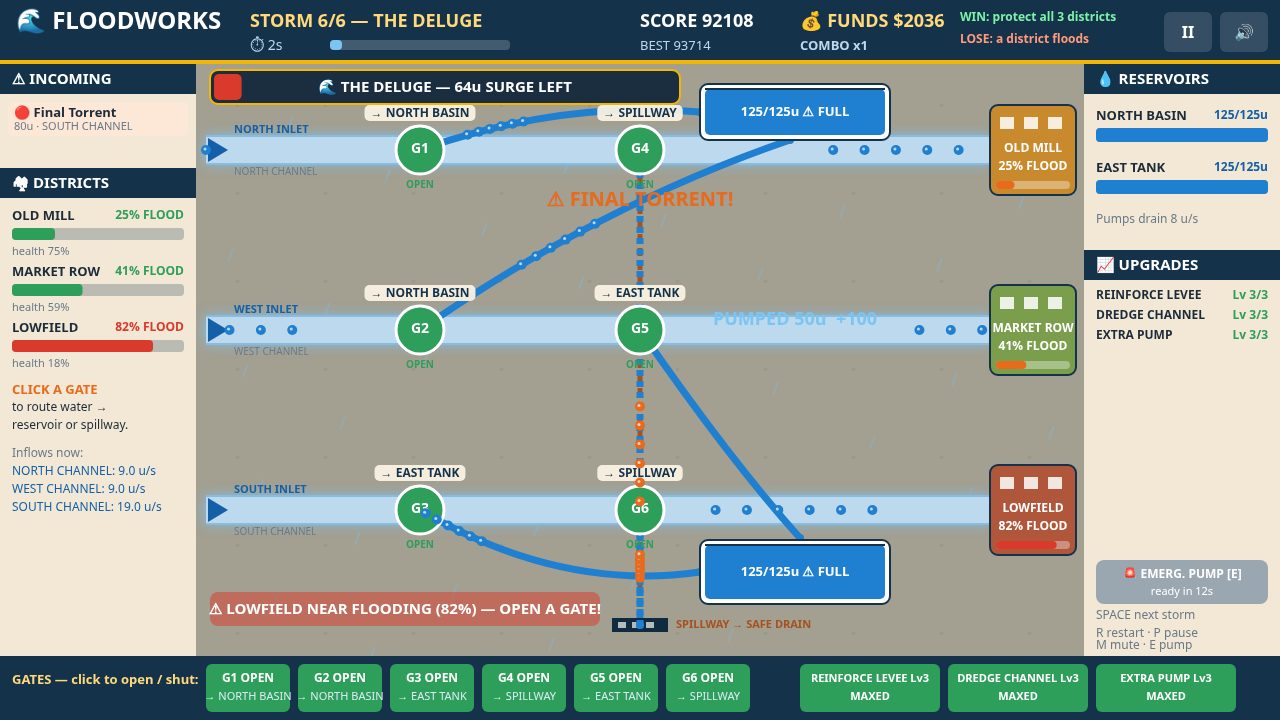 🌊 FLOODWORKS
STORM 6/6 — THE DELUGE
⏱ 2s
SCORE 92108
BEST 93714
💰 FUNDS $2036
COMBO x1
WIN: protect all 3 districts
LOSE: a district floods
⏸
🔊
⚠ INCOMING
🔴 Final Torrent
80u · SOUTH CHANNEL
🏘 DISTRICTS
OLD MILL 25% FLOOD
health 75%
MARKET ROW 41% FLOOD
health 59%
LOWFIELD 82% FLOOD
health 18%
CLICK A GATE
to route water →
reservoir or spillway.
Inflows now:
NORTH CHANNEL: 9.0 u/s
WEST CHANNEL: 9.0 u/s
SOUTH CHANNEL: 19.0 u/s
🌊 THE DELUGE — 64u SURGE LEFT
→ NORTH BASIN
→ SPILLWAY
125/125u ⚠ FULL
NORTH INLET
G1
G4
NORTH CHANNEL
OPEN
OPEN
OLD MILL
25% FLOOD
⚠ FINAL TORRENT!
→ NORTH BASIN
→ EAST TANK
WEST INLET
G2
G5
PUMPED 50u +100
WEST CHANNEL
OPEN
OPEN
MARKET ROW
41% FLOOD
→ EAST TANK
→ SPILLWAY
SOUTH INLET
G3
G6
SOUTH CHANNEL
OPEN
OPEN
LOWFIELD
82% FLOOD
125/125u ⚠ FULL
⚠ LOWFIELD NEAR FLOODING (82%) — OPEN A GATE!
SPILLWAY → SAFE DRAIN
💧 RESERVOIRS
NORTH BASIN 125/125u
EAST TANK 125/125u
Pumps drain 8 u/s
📈 UPGRADES
REINFORCE LEVEE Lv 3/3
DREDGE CHANNEL Lv 3/3
EXTRA PUMP Lv 3/3
🚨 EMERG. PUMP [E]
ready in 12s
SPACE next storm
R restart · P pause
M mute · E pump
GATES — click to open / shut:
G1 OPEN
→ NORTH BASIN
G2 OPEN
→ NORTH BASIN
G3 OPEN
→ EAST TANK
G4 OPEN
→ SPILLWAY
G5 OPEN
→ EAST TANK
G6 OPEN
→ SPILLWAY
REINFORCE LEVEE Lv3
MAXED
DREDGE CHANNEL Lv3
MAXED
EXTRA PUMP Lv3
MAXED